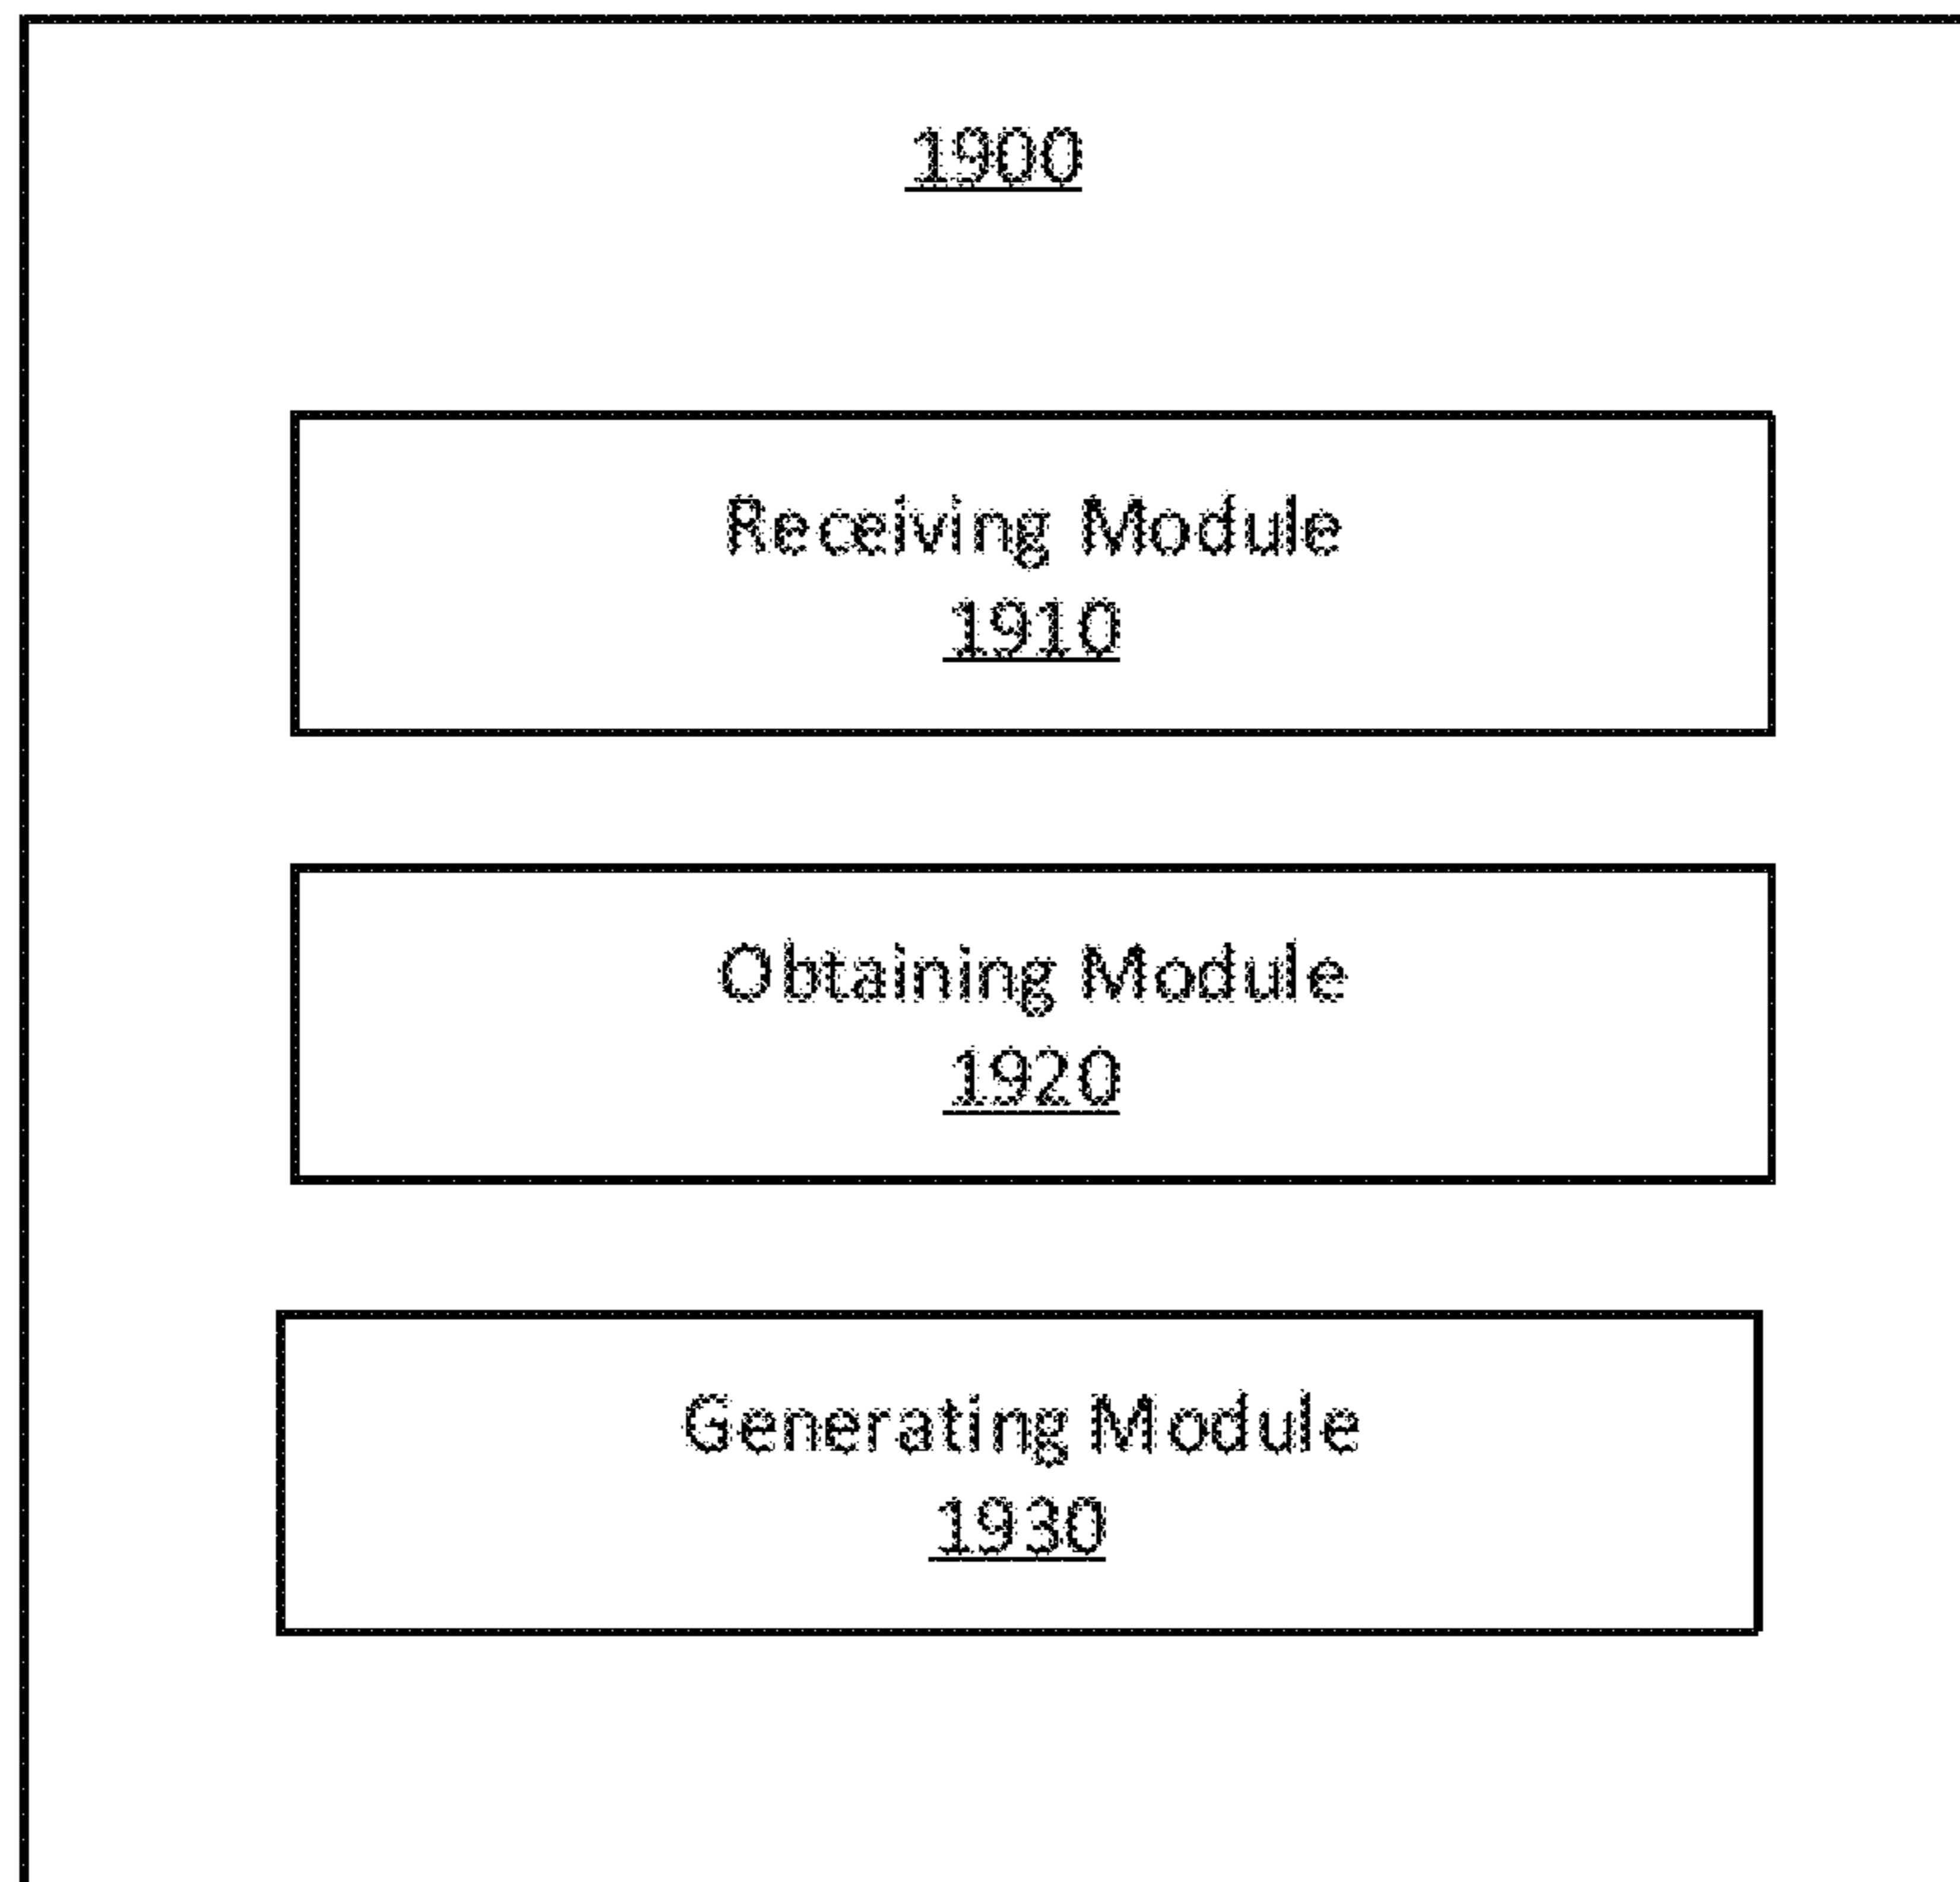 1900
Receiving Module
1910
Obtaining Module
1920
Generating Module
1930